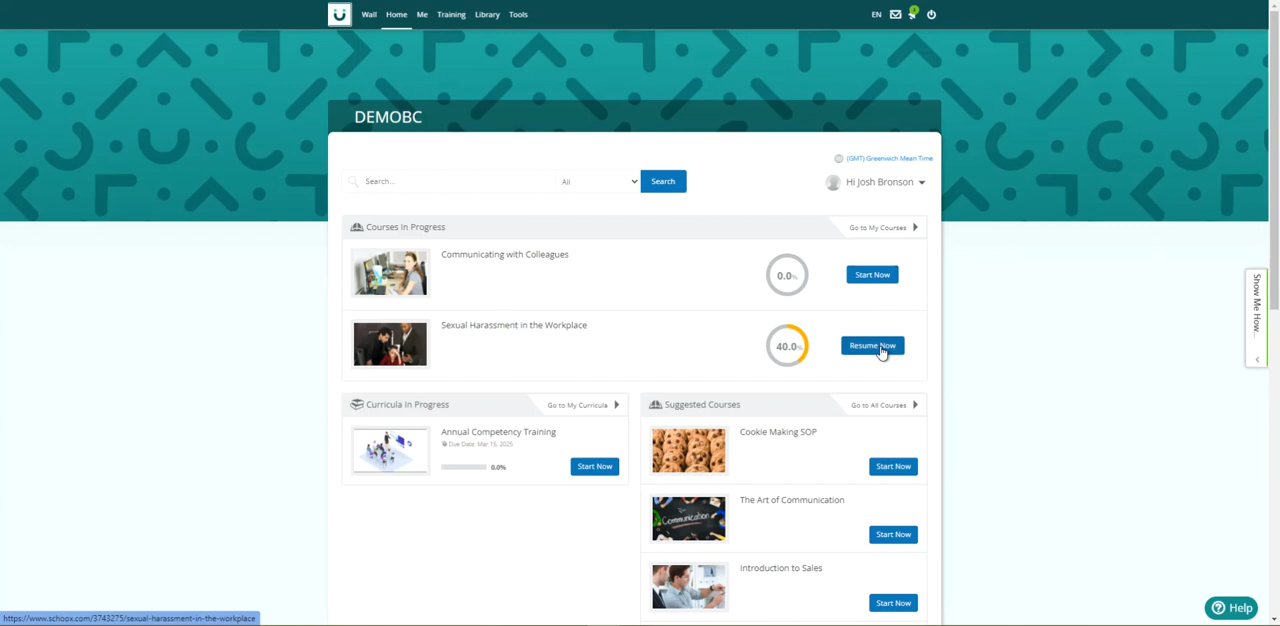 Wall Home Me Training Library Tools EN
DEMOBC
(GMT) Greenwich Mean Time
Search... All Search Hi Josh Bronson
Courses In Progress Go to My Courses
Communicating with Colleagues
0.0% Start Now
Sexual Harassment in the Workplace
40.0% Resume Now
Show Me How...
Curricula In Progress Go to My Curricula
Annual Competency Training
Due Date: Mar 15, 2025
0.0% Start Now
Suggested Courses Go to All Courses
Cookie Making SOP
Start Now
The Art of Communication
Communication
Start Now
Introduction to Sales
Start Now
Help
https://www.schoox.com/3743275/sexual-harassment-in-the-workplace